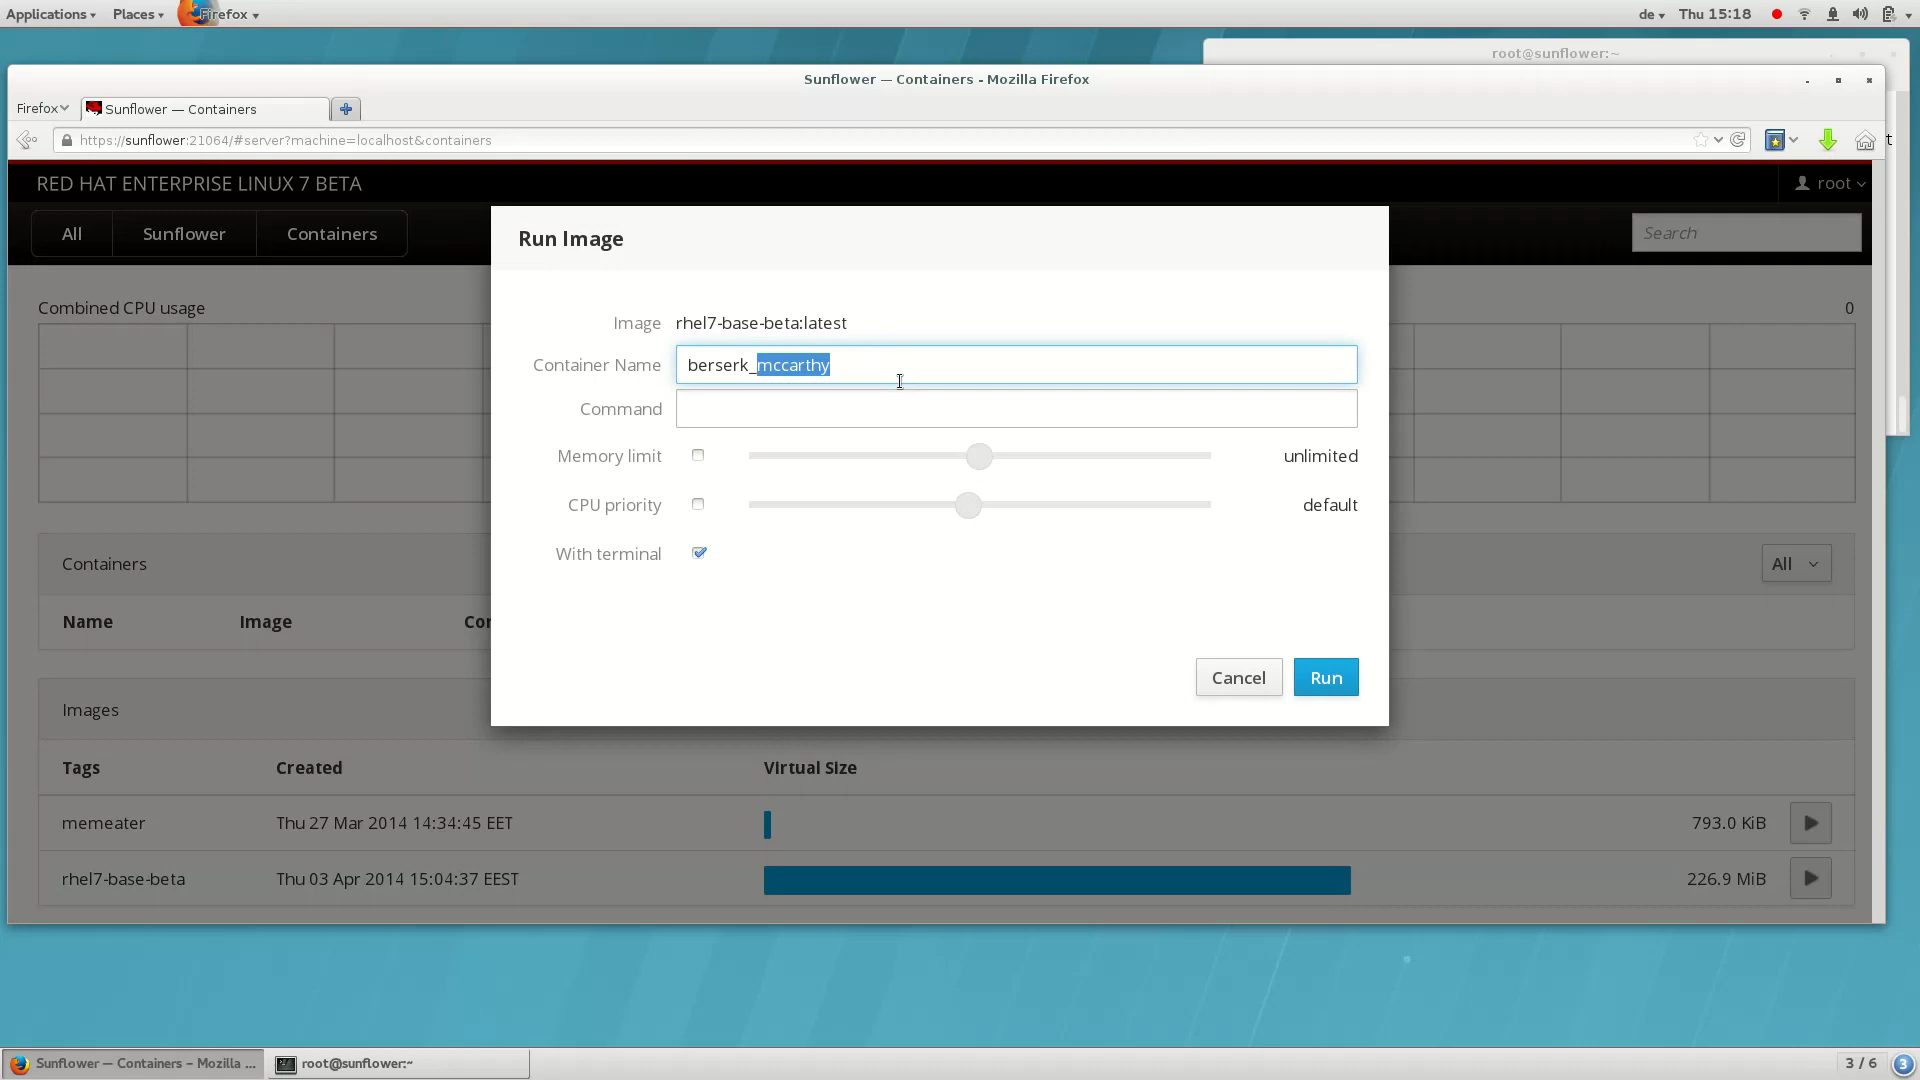 Applications Places Firefox de Thu 15:18
root@sunflower:~
Sunflower — Containers - Mozilla Firefox
Firefox Sunflower — Containers
https://sunflower:21064/#server?machine=localhost&containers
t
RED HAT ENTERPRISE LINUX 7 BETA root
All Sunflower Containers Search
Run Image
Combined CPU usage 0
Image rhel7-base-beta:latest
Container Name berserk_mccarthy
Command
Memory limit unlimited
CPU priority default
With terminal
Containers All
Name Image Con
Cancel Run
Images
Tags Created Virtual Size
memeater Thu 27 Mar 2014 14:34:45 EET 793.0 KiB
rhel7-base-beta Thu 03 Apr 2014 15:04:37 EEST 226.9 MiB
Sunflower — Containers - Mozilla ... root@sunflower:~ 3 / 6 3